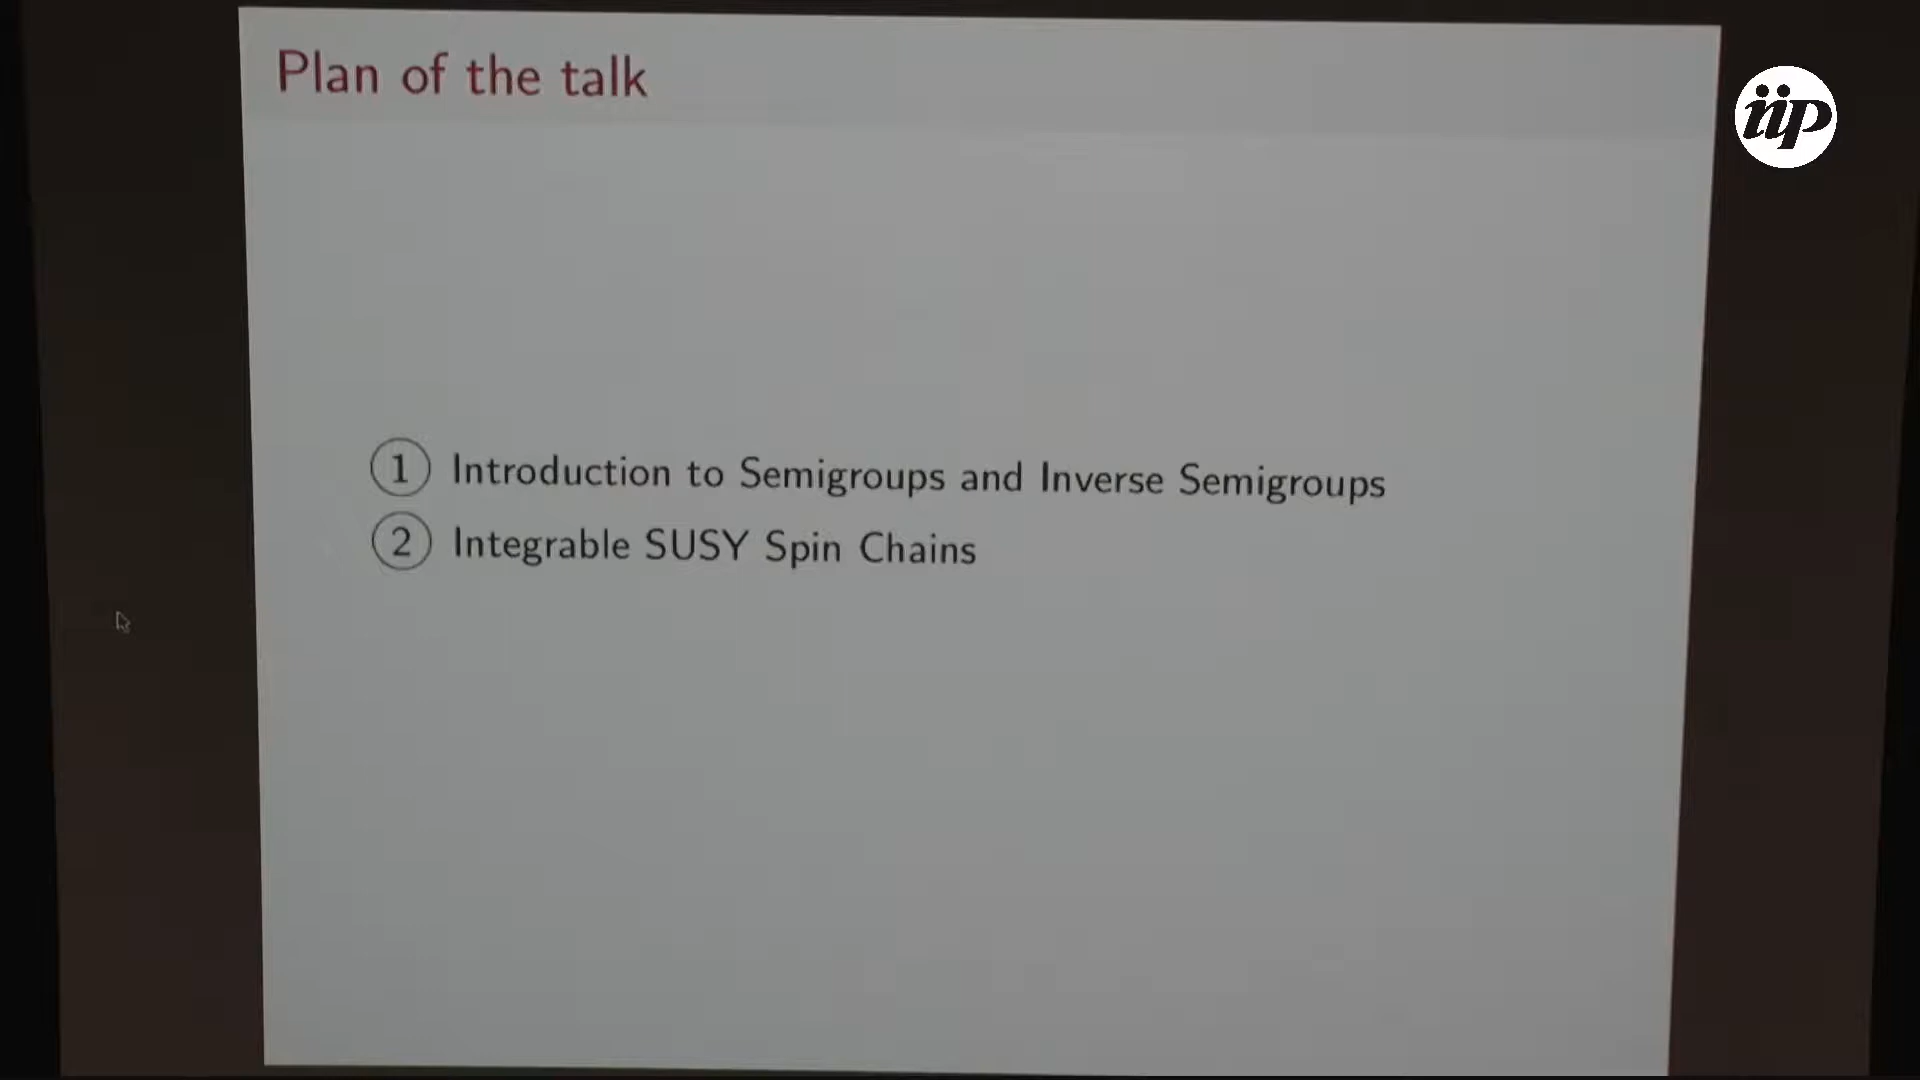 Plan of the talk
iip
1 Introduction to Semigroups and Inverse Semigroups
2 Integrable SUSY Spin Chains